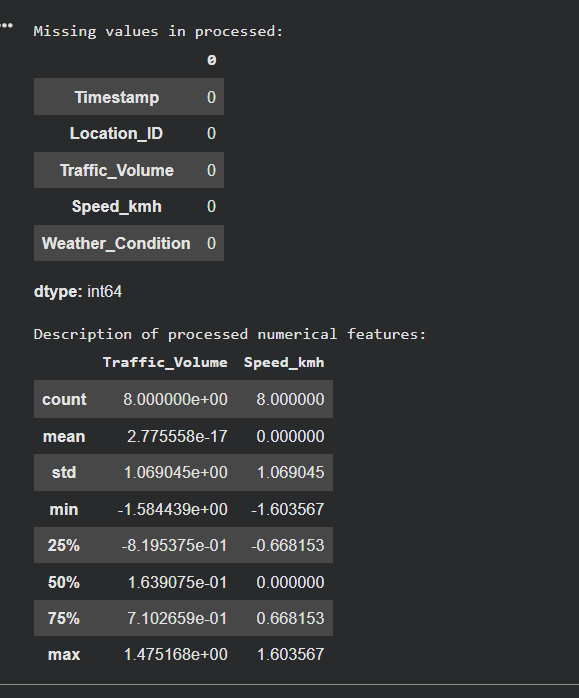 Missing values in processed:
0
Timestamp 0
Location_ID 0
Traffic_Volume 0
Speed_kmh 0
Weather_Condition 0
dtype: int64
Description of processed numerical features:
Traffic_Volume Speed_kmh
count 8.000000e+00 8.000000
mean 2.775558e-17 0.000000
std 1.069045e+00 1.069045
min -1.584439e+00 -1.603567
25% -8.195375e-01 -0.668153
50% 1.639075e-01 0.000000
75% 7.102659e-01 0.668153
max 1.475168e+00 1.603567